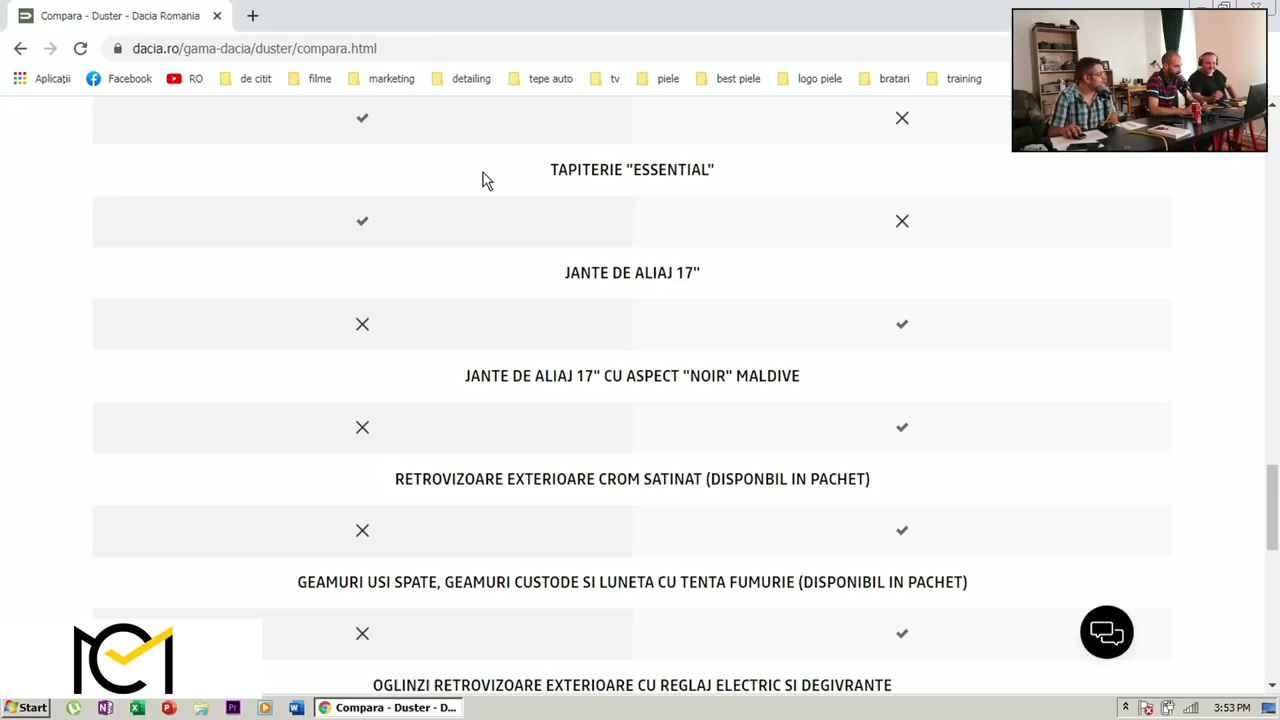 Compara - Duster - Dacia Romania
dacia.ro/gama-dacia/duster/compara.html
Aplicații Facebook RO de citit filme marketing detailing tepe auto tv piele best piele logo piele bratari training
TAPITERIE "ESSENTIAL"
JANTE DE ALIAJ 17"
JANTE DE ALIAJ 17" CU ASPECT "NOIR" MALDIVE
RETROVIZOARE EXTERIOARE CROM SATINAT (DISPONBIL IN PACHET)
GEAMURI USI SPATE, GEAMURI CUSTODE SI LUNETA CU TENTA FUMURIE (DISPONIBIL IN PACHET)
OGLINZI RETROVIZOARE EXTERIOARE CU REGLAJ ELECTRIC SI DEGIVRANTE
Start Compara - Duster - D... 3:53 PM